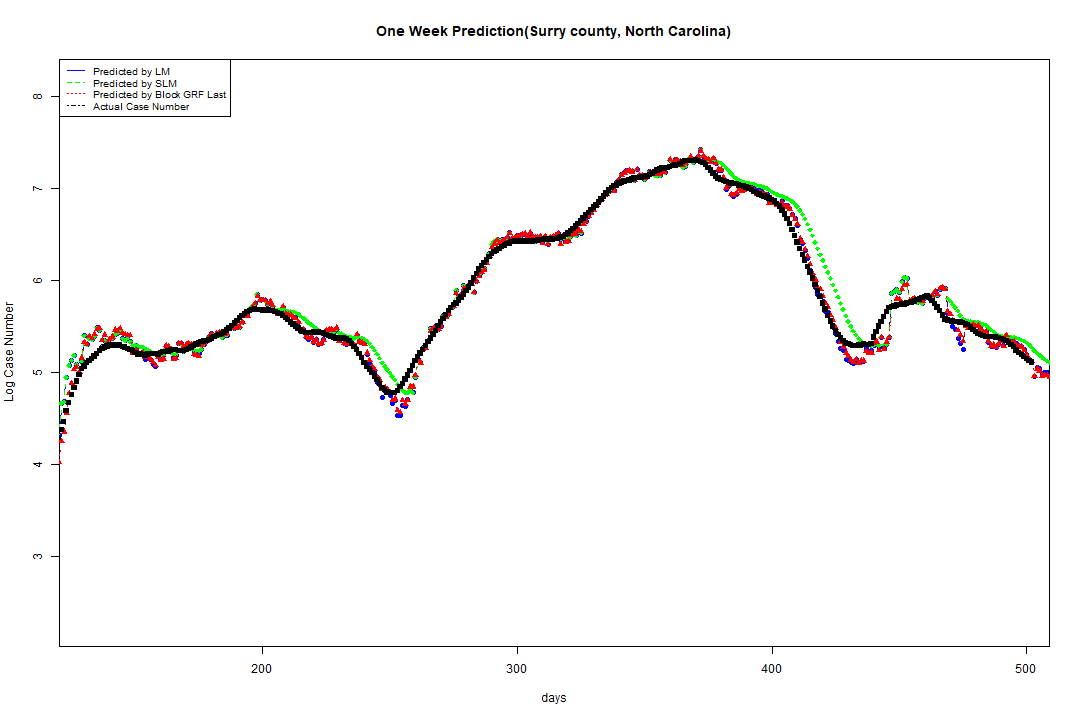 One Week Prediction(Surry county, North Carolina)
Predicted by LM
Predicted by SLM
Predicted by Block GRF Last
Actual Case Number
8
7
6
5
4
3
Log Case Number
200 300 400 500
days